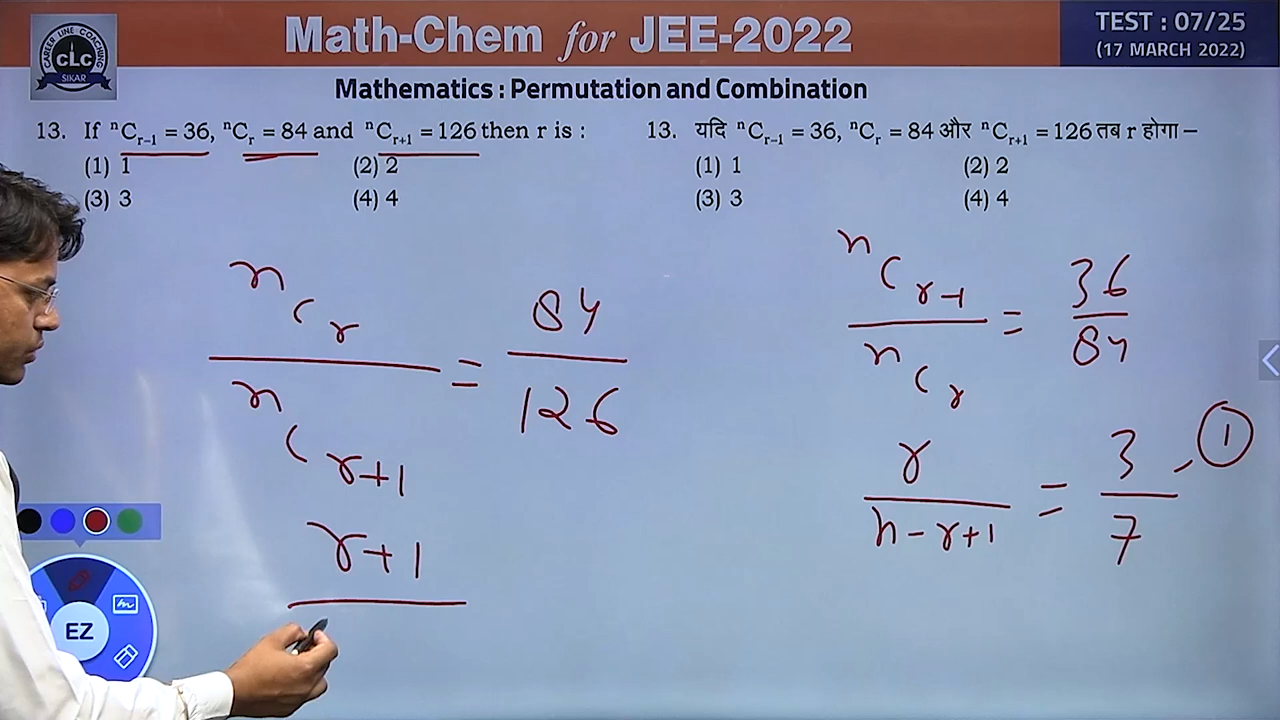 CAREER LINE COACHING
CLC
SIKAR
Math-Chem for JEE-2022
TEST : 07/25
(17 MARCH 2022)
Mathematics : Permutation and Combination
13. If ⁿCᵣ₋₁ = 36, ⁿCᵣ = 84 and ⁿCᵣ₊₁ = 126 then r is :
(1) 1 (2) 2
(3) 3 (4) 4
13. यदि ⁿCᵣ₋₁ = 36, ⁿCᵣ = 84 और ⁿCᵣ₊₁ = 126 तब r होगा –
(1) 1 (2) 2
(3) 3 (4) 4
ⁿCᵣ / ⁿCᵣ₊₁ = 84 / 126
r+1
ⁿCᵣ₋₁ / ⁿCᵣ = 36 / 84
r / n-r+1 = 3 / 7 , 1
EZ